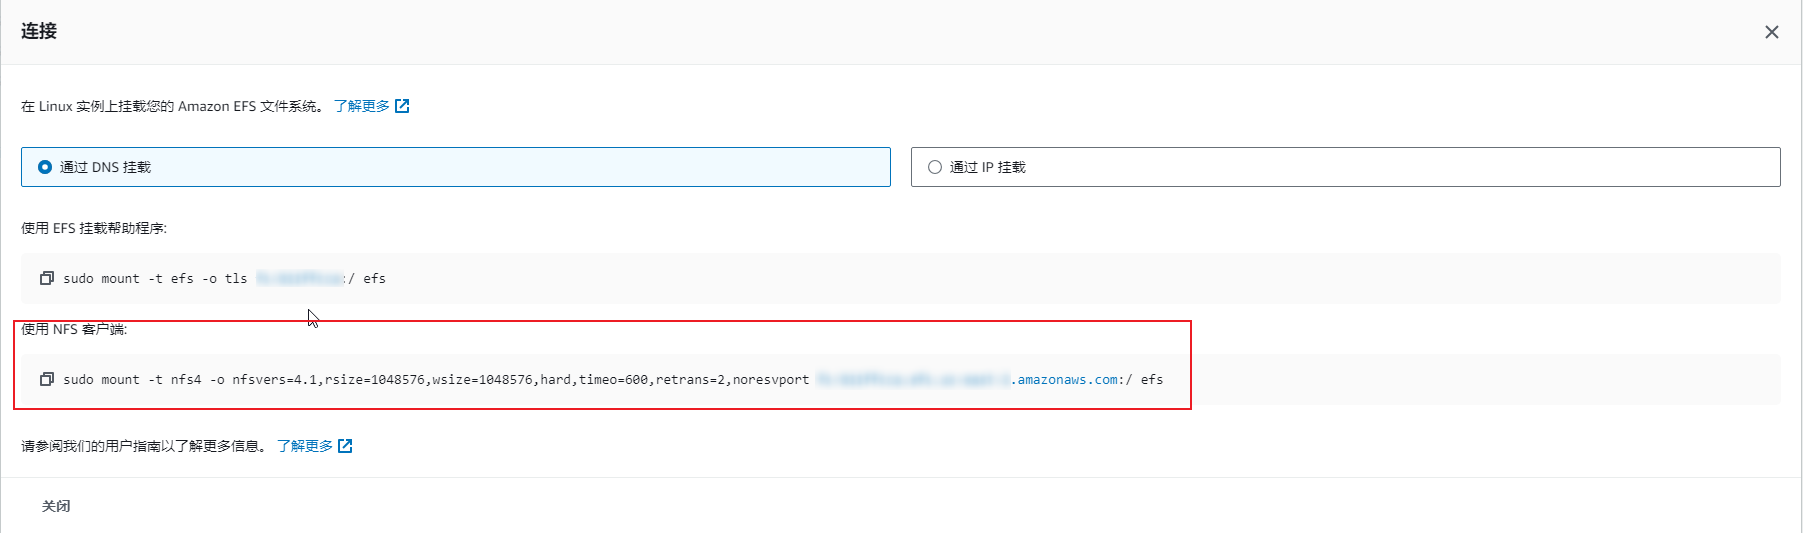 连接
在 Linux 实例上挂载您的 Amazon EFS 文件系统。 了解更多
通过 DNS 挂载
通过 IP 挂载
使用 EFS 挂载帮助程序:
sudo mount -t efs -o tls :/ efs
使用 NFS 客户端:
sudo mount -t nfs4 -o nfsvers=4.1,rsize=1048576,wsize=1048576,hard,timeo=600,retrans=2,noresvport .amazonaws.com:/ efs
请参阅我们的用户指南以了解更多信息。 了解更多
关闭